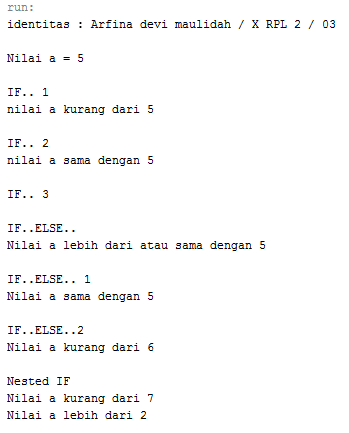 run:
identitas : Arfina devi maulidah / X RPL 2 / 03
Nilai a = 5
IF.. 1
nilai a kurang dari 5
IF.. 2
nilai a sama dengan 5
IF.. 3
IF..ELSE..
Nilai a lebih dari atau sama dengan 5
IF..ELSE.. 1
Nilai a sama dengan 5
IF..ELSE..2
Nilai a kurang dari 6
Nested IF
Nilai a kurang dari 7
Nilai a lebih dari 2